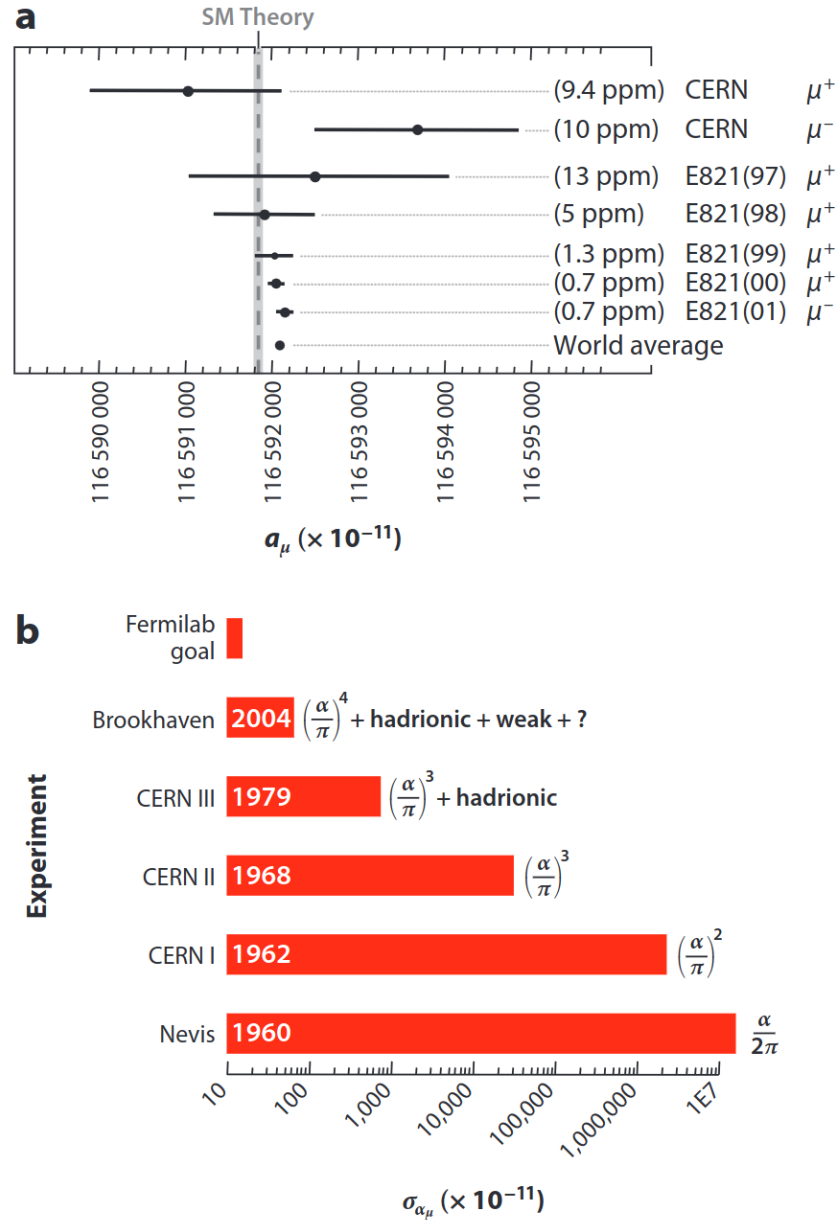 a
SM Theory
(9.4 ppm) CERN μ⁺
(10 ppm) CERN μ⁻
(13 ppm) E821(97) μ⁺
(5 ppm) E821(98) μ⁺
(1.3 ppm) E821(99) μ⁺
(0.7 ppm) E821(00) μ⁺
(0.7 ppm) E821(01) μ⁻
World average
116 590 000
116 591 000
116 592 000
116 593 000
116 594 000
116 595 000
aμ (× 10⁻¹¹)
b
Experiment
Fermilab
goal
Brookhaven 2004 (α/π)⁴ + hadrionic + weak + ?
CERN III 1979 (α/π)³ + hadrionic
CERN II 1968 (α/π)³
CERN I 1962 (α/π)²
Nevis 1960 α/2π
10
100
1,000
10,000
100,000
1,000,000
1E7
σ_αμ (× 10⁻¹¹)